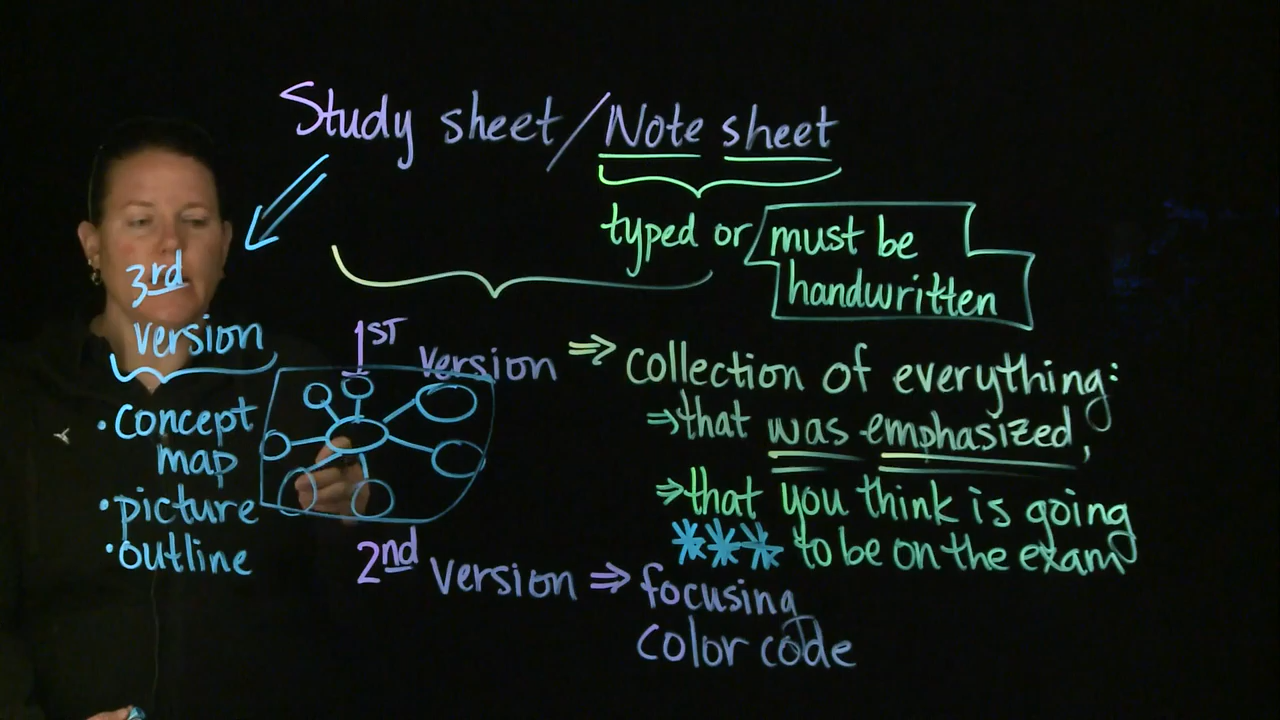 Study sheet/Note sheet
typed or must be
handwritten
3rd
version
• concept
map
• picture
• outline
1ST version ⇒ collection of everything:
⇒ that was emphasized,
⇒ that you think is going
*** to be on the exam
2nd version ⇒ focusing
color code